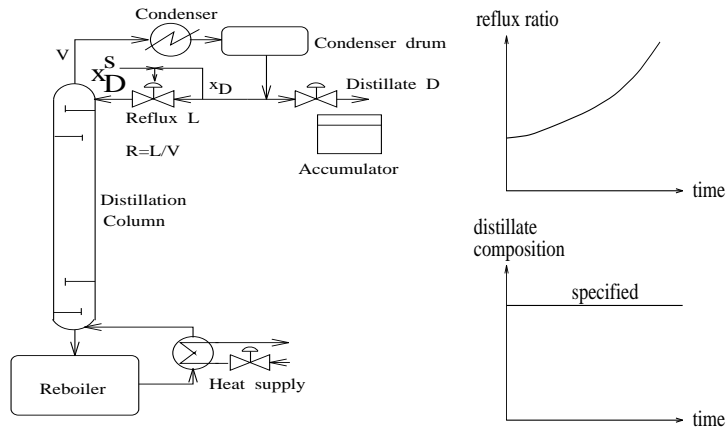 Condenser
V
Condenser drum
x_D^s
x_D
Distillate D
Reflux L
R=L/V
Accumulator
Distillation
Column
Reboiler
Heat supply
reflux ratio
time
distillate
composition
specified
time